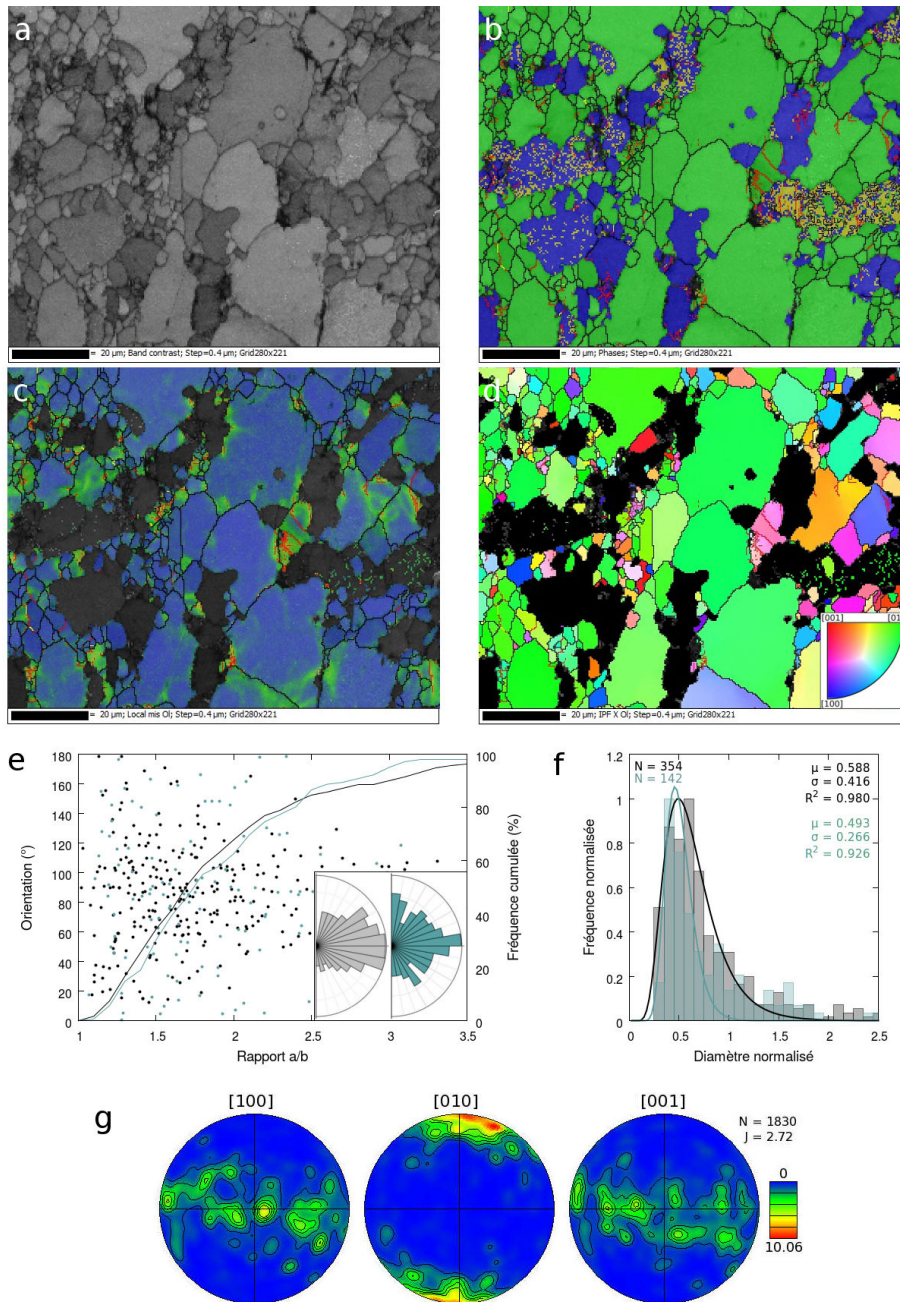 a
b
= 20 µm; Band contrast; Step=0.4 µm; Grid280x221
= 20 µm; Phases; Step=0.4 µm; Grid280x221
c
d
[001] [01
[100]
= 20 µm; Local mis Ol; Step=0.4 µm; Grid280x221
= 20 µm; IPF X Ol; Step=0.4 µm; Grid280x221
e
Orientation (°)
180
160
140
120
100
80
60
40
20
0
1 1.5 2 2.5 3 3.5
Rapport a/b
100
80
60
40
20
0
Fréquence cumulée (%)
f
Fréquence normalisée
1.2
1
0.8
0.6
0.4
0.2
0
N = 354
N = 142
µ = 0.588
σ = 0.416
R² = 0.980
µ = 0.493
σ = 0.266
R² = 0.926
0 0.5 1 1.5 2 2.5
Diamètre normalisé
g
[100] [010] [001]
N = 1830
J = 2.72
0
10.06